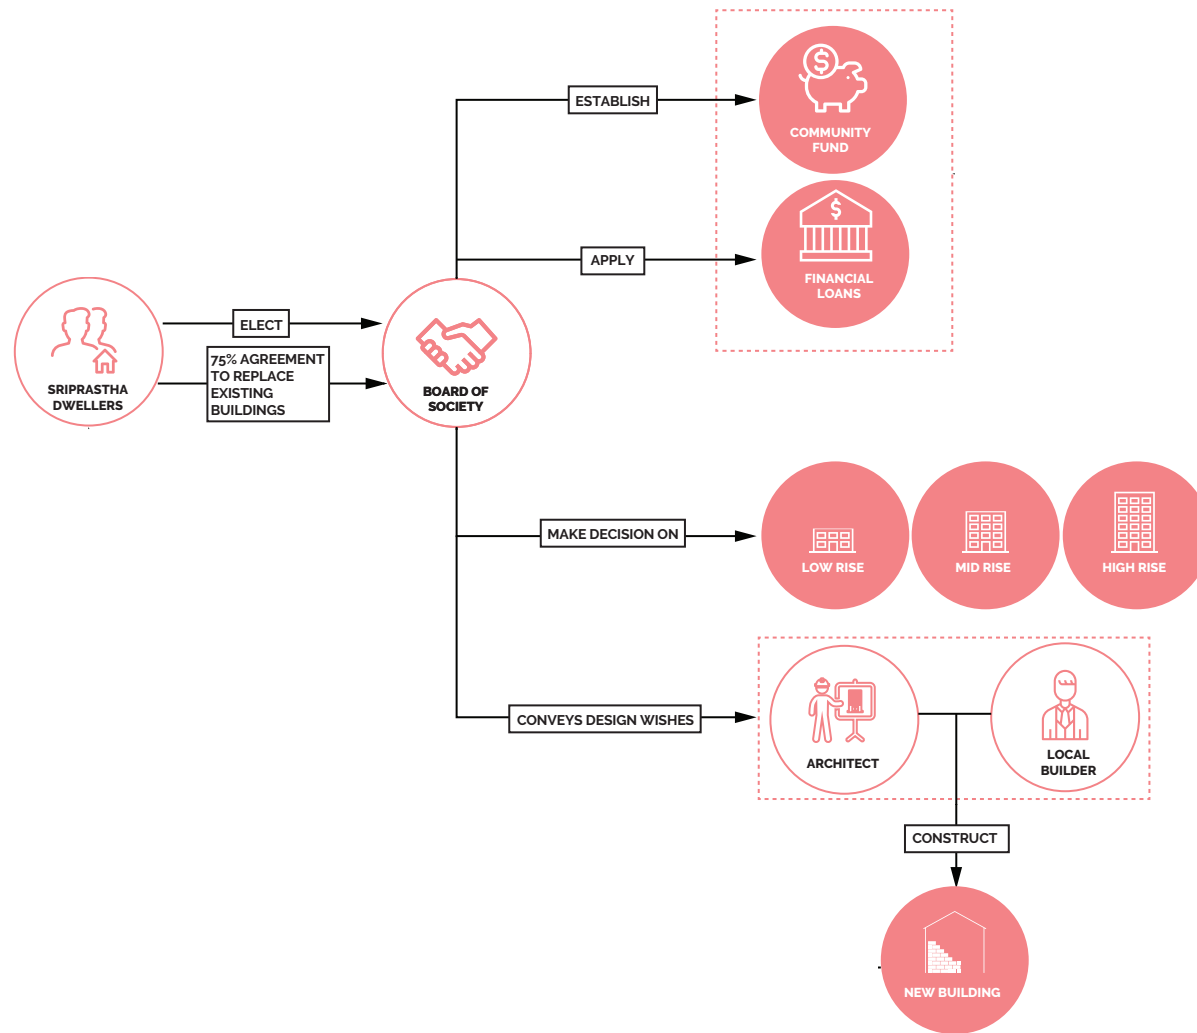 ESTABLISH
$
COMMUNITY
FUND
$
APPLY
FINANCIAL
LOANS
ELECT
75% AGREEMENT
TO REPLACE
EXISTING
BUILDINGS
SRIPRASTHA
DWELLERS
BOARD OF
SOCIETY
MAKE DECISION ON
LOW RISE
MID RISE
HIGH RISE
CONVEYS DESIGN WISHES
ARCHITECT
LOCAL
BUILDER
CONSTRUCT
NEW BUILDING